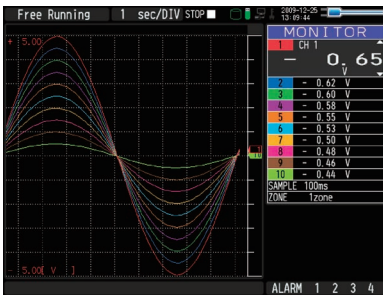 Free Running 1 sec/DIV STOP 2009-12-25 13:09:44
MONITOR
1 CH 1
- 0.65
V
2 - 0.62 V
3 - 0.60 V
4 - 0.58 V
5 - 0.55 V
6 - 0.53 V
7 - 0.50 V
8 - 0.48 V
9 - 0.46 V
10 - 0.44 V
SAMPLE 100ms
ZONE 1zone
+ 5.00
1
10
- 5.00[ V ]
ALARM 1 2 3 4